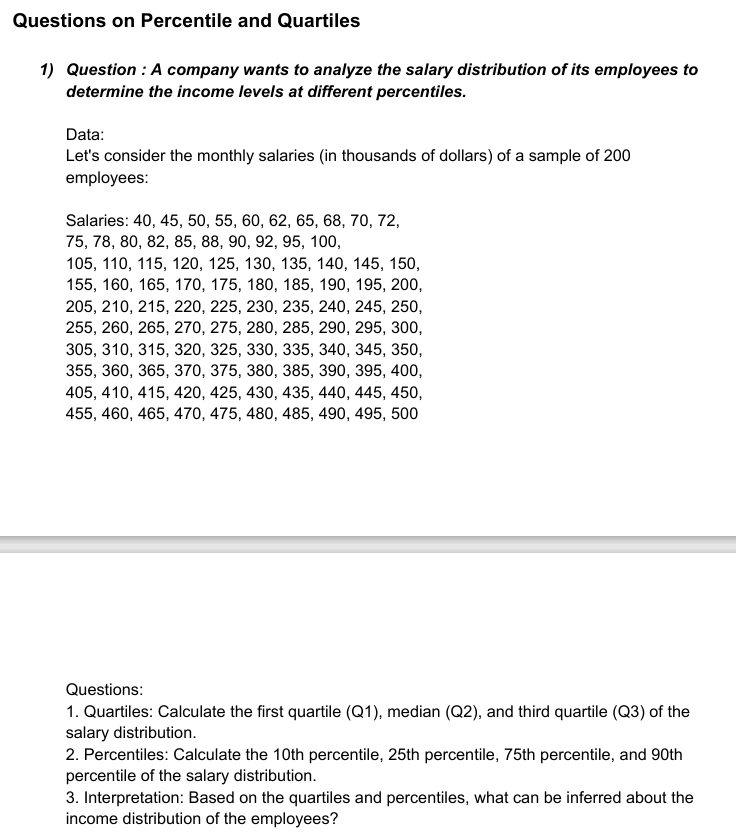 Questions on Percentile and Quartiles
1) Question : A company wants to analyze the salary distribution of its employees to
determine the income levels at different percentiles.
Data:
Let's consider the monthly salaries (in thousands of dollars) of a sample of 200
employees:
Salaries: 40, 45, 50, 55, 60, 62, 65, 68, 70, 72,
75, 78, 80, 82, 85, 88, 90, 92, 95, 100,
105, 110, 115, 120, 125, 130, 135, 140, 145, 150,
155, 160, 165, 170, 175, 180, 185, 190, 195, 200,
205, 210, 215, 220, 225, 230, 235, 240, 245, 250,
255, 260, 265, 270, 275, 280, 285, 290, 295, 300,
305, 310, 315, 320, 325, 330, 335, 340, 345, 350,
355, 360, 365, 370, 375, 380, 385, 390, 395, 400,
405, 410, 415, 420, 425, 430, 435, 440, 445, 450,
455, 460, 465, 470, 475, 480, 485, 490, 495, 500
Questions:
1. Quartiles: Calculate the first quartile (Q1), median (Q2), and third quartile (Q3) of the
salary distribution.
2. Percentiles: Calculate the 10th percentile, 25th percentile, 75th percentile, and 90th
percentile of the salary distribution.
3. Interpretation: Based on the quartiles and percentiles, what can be inferred about the
income distribution of the employees?